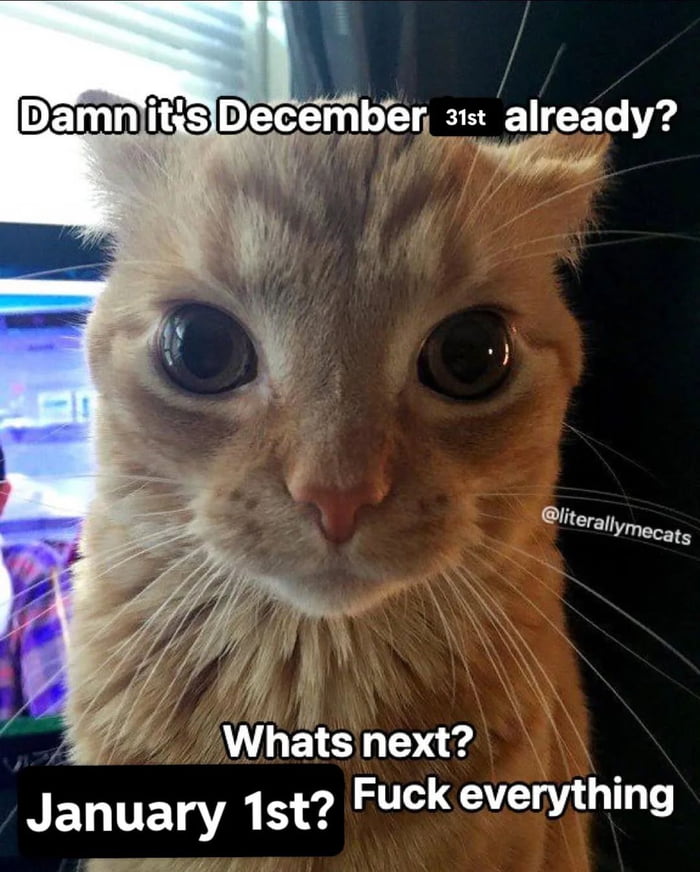 Damn it's December 31st already?
@literallymecats
Whats next?
January 1st? Fuck everything